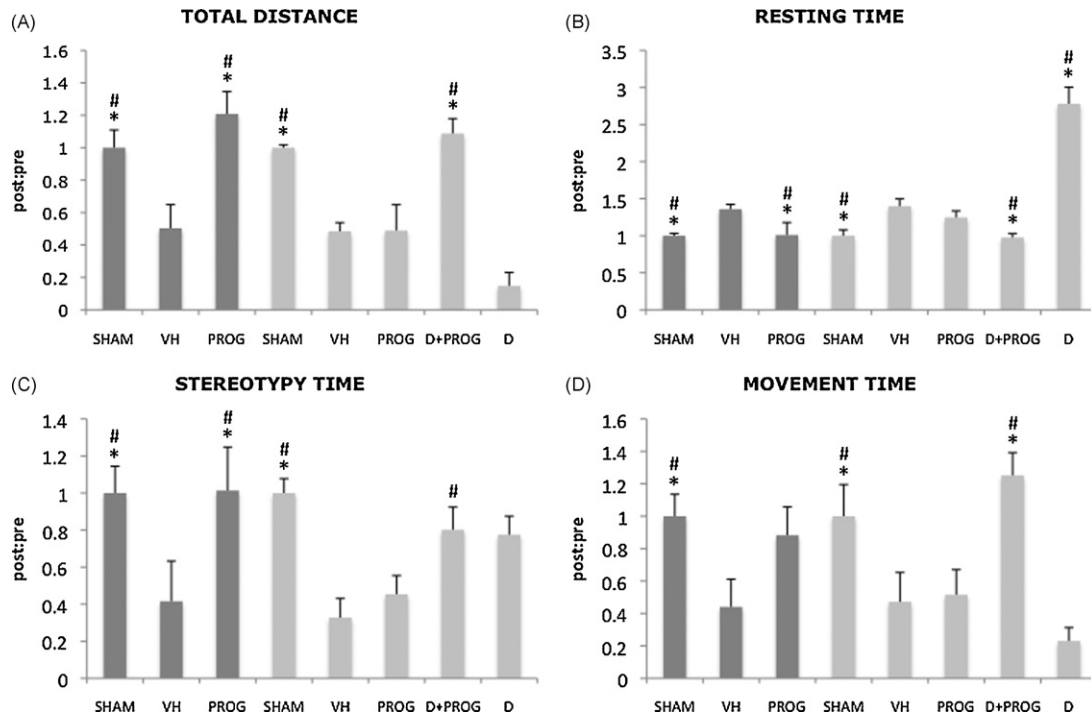 (A) TOTAL DISTANCE
post:pre
1.6
1.4
1.2
1
0.8
0.6
0.4
0.2
0
# # # #
* * * *
SHAM VH PROG SHAM VH PROG D+PROG D
(B) RESTING TIME
post:pre
3.5
3
2.5
2
1.5
1
0.5
0
# # # # #
* * * * *
SHAM VH PROG SHAM VH PROG D+PROG D
(C) STEREOTYPY TIME
post:pre
1.4
1.2
1
0.8
0.6
0.4
0.2
0
# # # #
* * *
SHAM VH PROG SHAM VH PROG D+PROG D
(D) MOVEMENT TIME
post:pre
1.6
1.4
1.2
1
0.8
0.6
0.4
0.2
0
# # #
* * *
SHAM VH PROG SHAM VH PROG D+PROG D